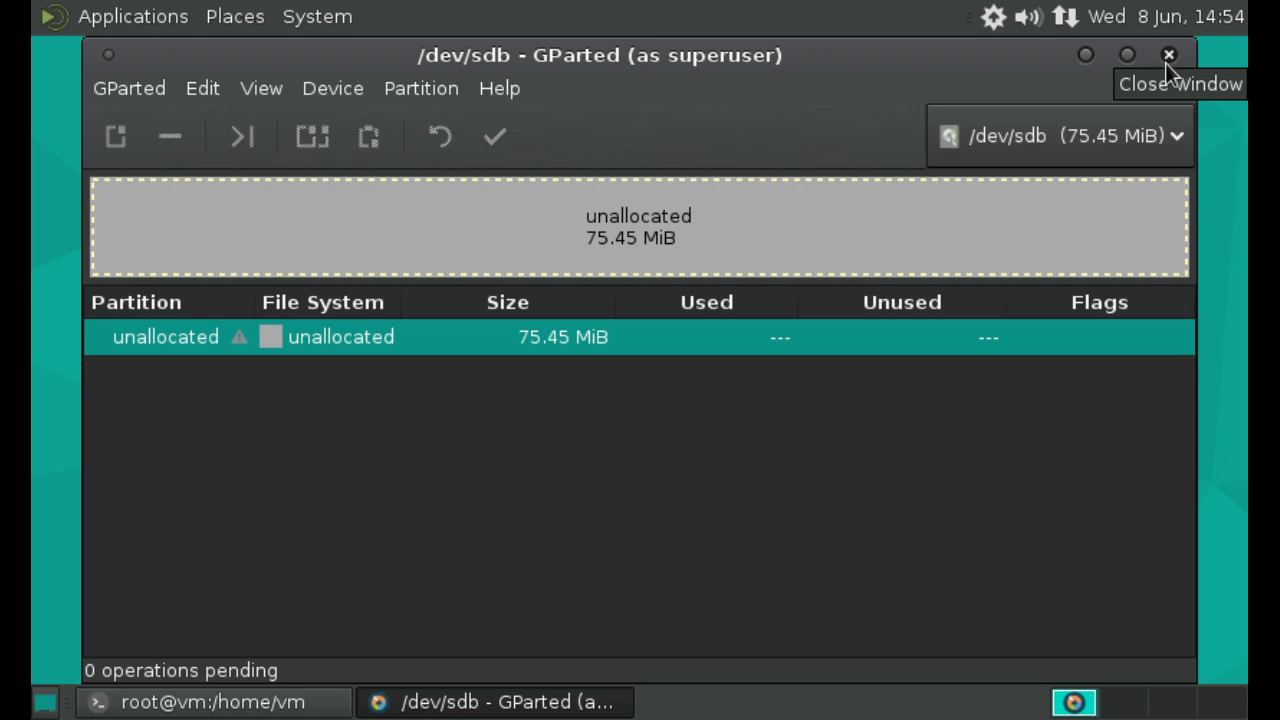 Applications Places System Wed 8 Jun, 14:54
/dev/sdb - GParted (as superuser)
Close Window
GParted Edit View Device Partition Help
/dev/sdb (75.45 MiB)
unallocated
75.45 MiB
Partition File System Size Used Unused Flags
unallocated unallocated 75.45 MiB --- ---
0 operations pending
root@vm:/home/vm /dev/sdb - GParted (a...